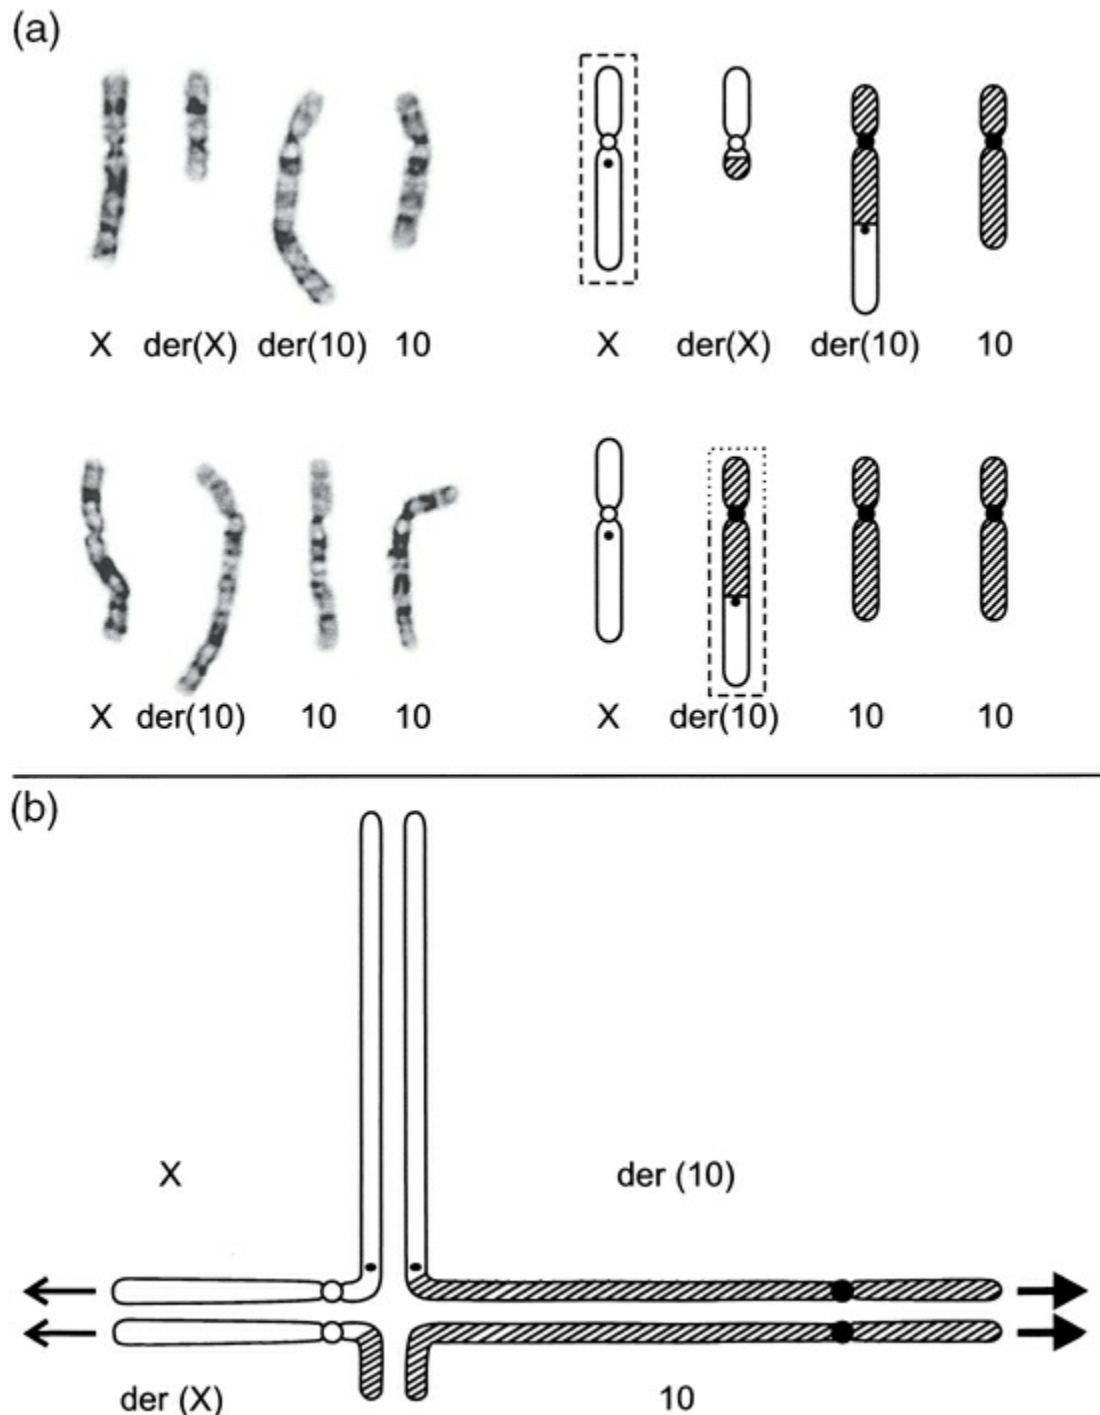 (a)
X der(X) der(10) 10 X der(X) der(10) 10
X der(10) 10 10 X der(10) 10 10
(b)
X der (10)
der (X) 10